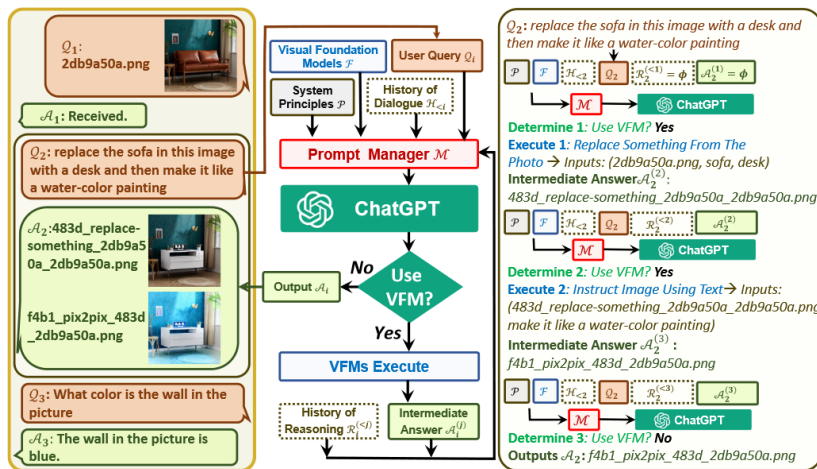 Q₁:
2db9a50a.png
A₁: Received.
Q₂: replace the sofa in this image
with a desk and then make it like
a water-color painting
A₂:483d_replace-
something_2db9a5
0a_2db9a50a.png
f4b1_pix2pix_483d
_2db9a50a.png
Q₃: What color is the wall in the
picture
A₃: The wall in the picture is
blue.
Visual Foundation
Models F
User Query Qᵢ
System
Principles P
History of
Dialogue H<ᵢ
Prompt Manager M
ChatGPT
Use
VFM?
No
Output Aᵢ
Yes
VFMs Execute
History of
Reasoning Rᵢ^(<j)
Intermediate
Answer Aᵢ^(j)
Q₂: replace the sofa in this image with a desk and
then make it like a water-color painting
P F H<₂ Q₂ R₂^(<1) = ϕ A₂^(1) = ϕ
M ChatGPT
Determine 1: Use VFM? Yes
Execute 1: Replace Something From The
Photo → Inputs: (2db9a50a.png, sofa, desk)
Intermediate Answer A₂^(2):
483d_replace-something_2db9a50a_2db9a50a.png
P F H<₂ Q₂ R₂^(<2) A₂^(2)
M ChatGPT
Determine 2: Use VFM? Yes
Execute 2: Instruct Image Using Text→ Inputs:
(483d_replace-something_2db9a50a_2db9a50a.png
make it like a water-color painting)
Intermediate Answer A₂^(3) :
f4b1_pix2pix_483d_2db9a50a.png
P F H<₂ Q₂ R₂^(<3) A₂^(3)
M ChatGPT
Determine 3: Use VFM? No
Outputs A₂: f4b1_pix2pix_483d_2db9a50a.png